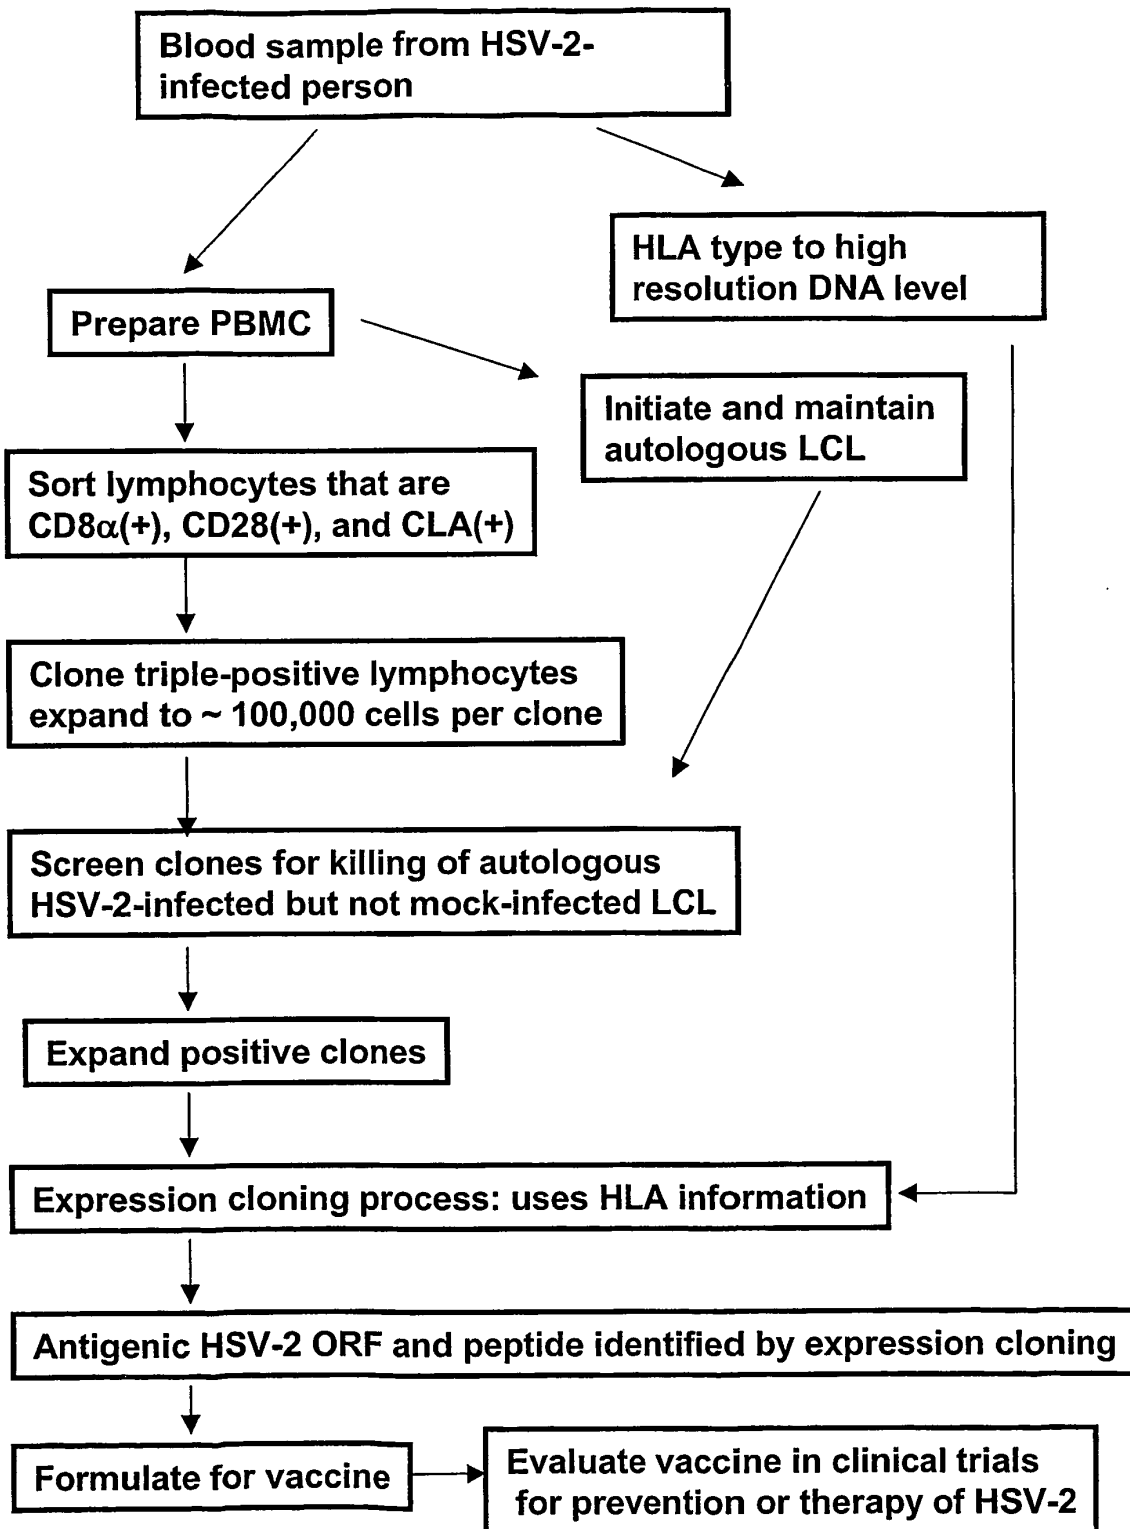 Blood sample from HSV-2-
infected person
HLA type to high
resolution DNA level
Prepare PBMC
Initiate and maintain
autologous LCL
Sort lymphocytes that are
CD8α(+), CD28(+), and CLA(+)
Clone triple-positive lymphocytes
expand to ~ 100,000 cells per clone
Screen clones for killing of autologous
HSV-2-infected but not mock-infected LCL
Expand positive clones
Expression cloning process: uses HLA information
Antigenic HSV-2 ORF and peptide identified by expression cloning
Formulate for vaccine
Evaluate vaccine in clinical trials
for prevention or therapy of HSV-2